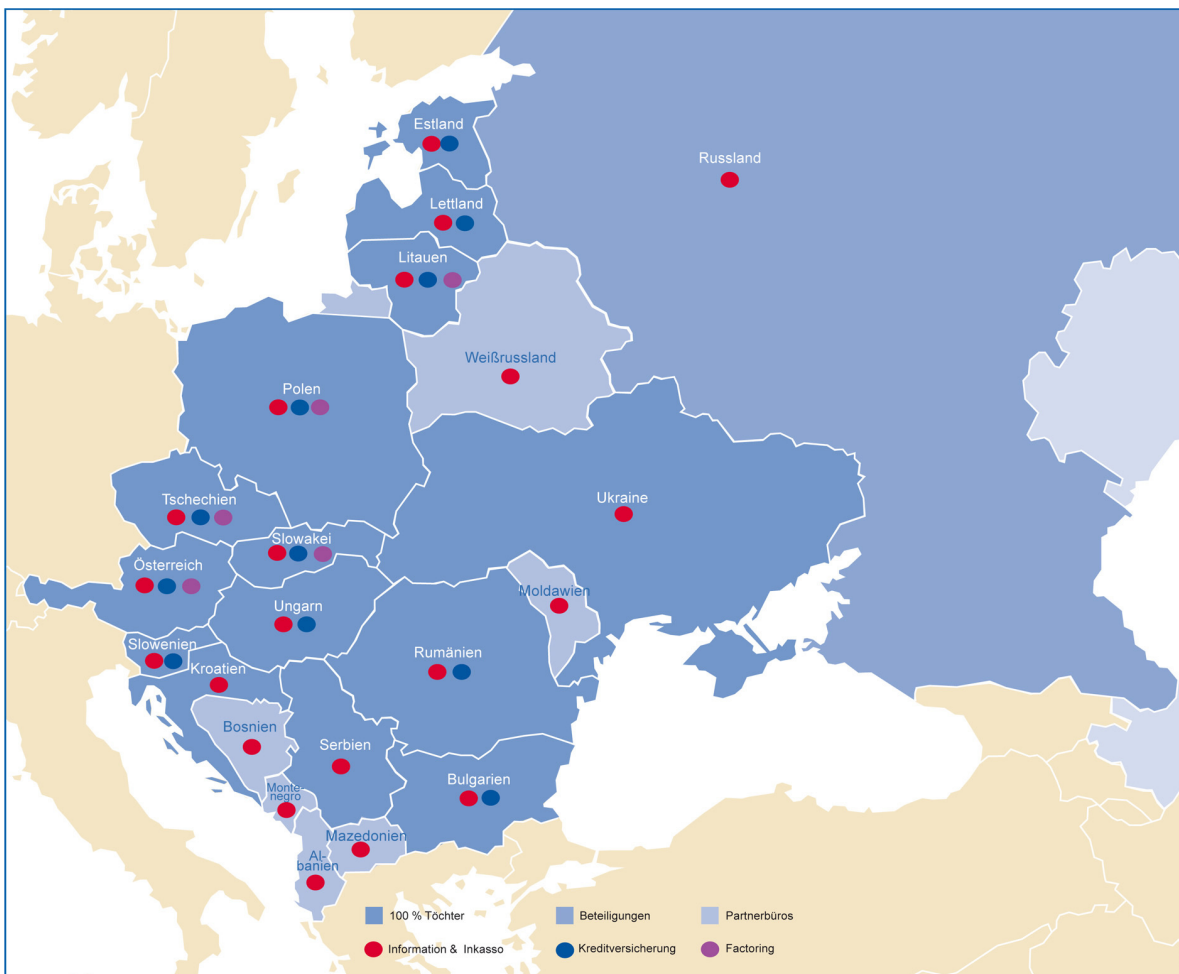 Estland
Russland
Lettland
Litauen
Weißrussland
Polen
Tschechien
Ukraine
Slowakei
Österreich
Moldawien
Ungarn
Slowenien
Rumänien
Kroatien
Bosnien
Serbien
Bulgarien
Monte-
negro
Mazedonien
Al-
banien
100 % Töchter
Beteiligungen
Partnerbüros
Information & Inkasso
Kreditversicherung
Factoring